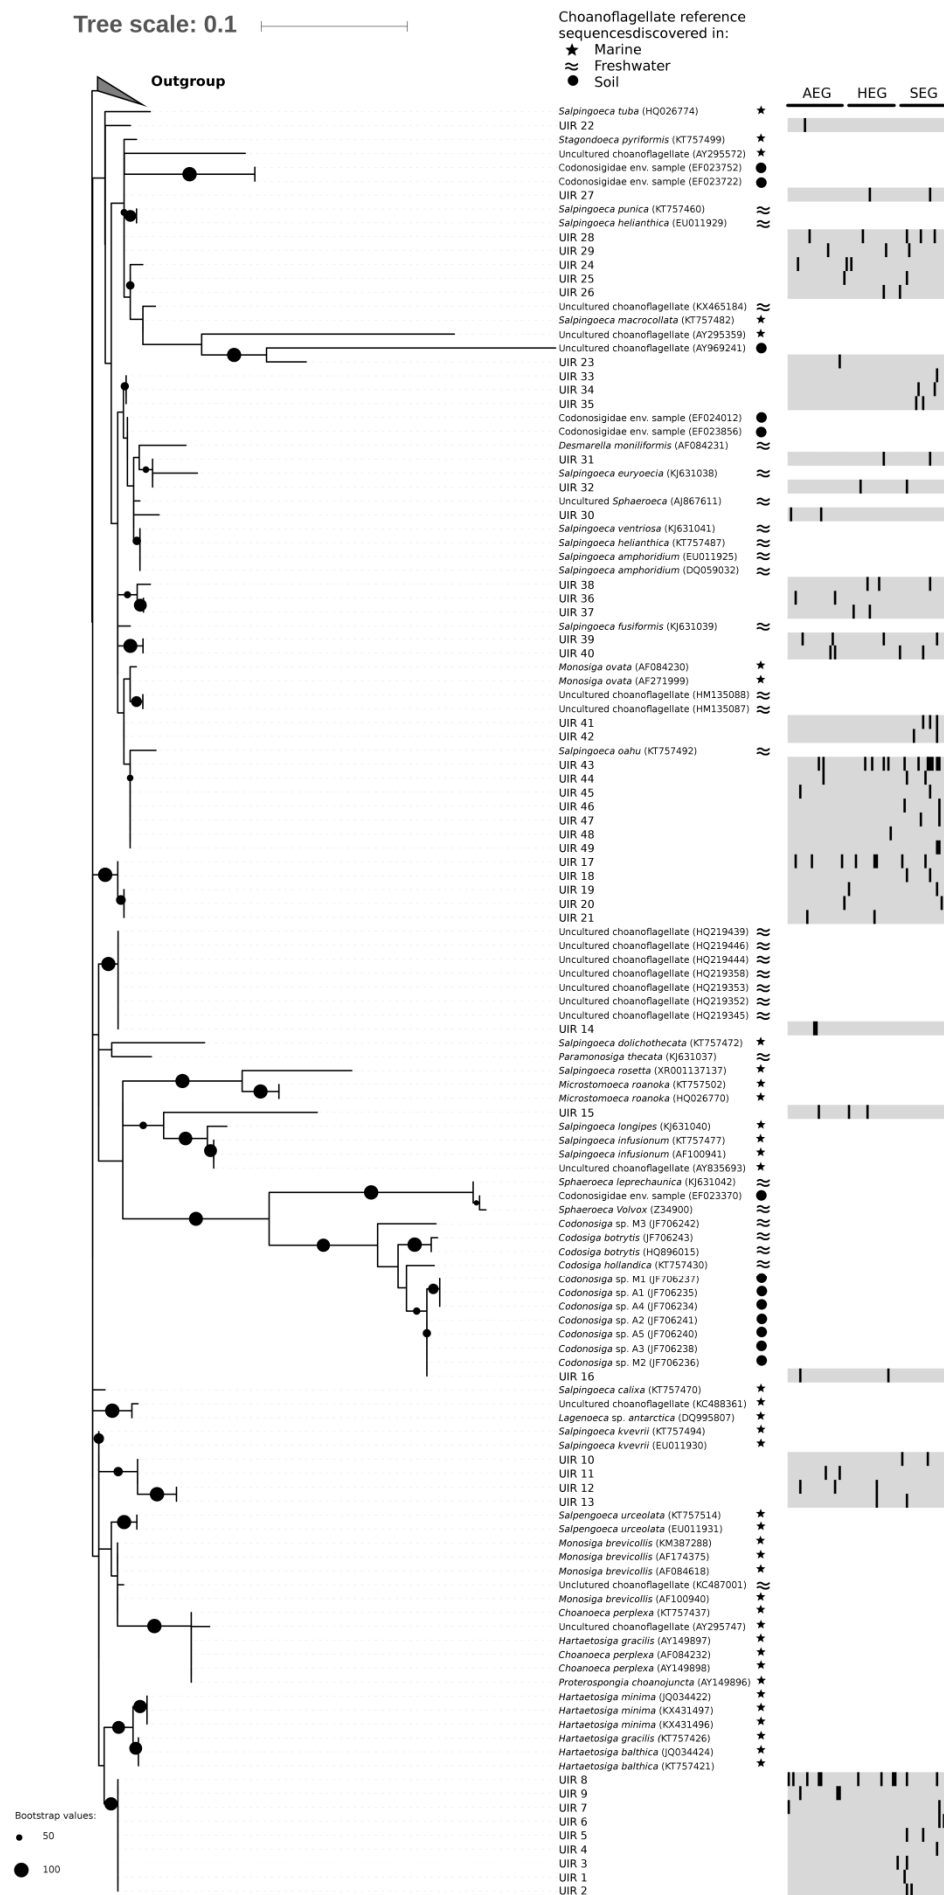 Tree scale: 0.1
Choanoflagellate reference
sequencesdiscovered in:
Marine
Freshwater
Soil
Outgroup
AEG HEG SEG
Salpingoeca tuba (HQ026774)
UIR 22
Stagondoeca pyriformis (KT757499)
Uncultured choanoflagellate (AY295572)
Codonosigidae env. sample (EF023752)
Codonosigidae env. sample (EF023722)
UIR 27
Salpingoeca punica (KT757460)
Salpingoeca helianthica (EU011929)
UIR 28
UIR 29
UIR 24
UIR 25
UIR 26
Uncultured choanoflagellate (KX465184)
Salpingoeca macrocollata (KT757482)
Uncultured choanoflagellate (AY295359)
Uncultured choanoflagellate (AY969241)
UIR 23
UIR 33
UIR 34
UIR 35
Codonosigidae env. sample (EF024012)
Codonosigidae env. sample (EF023856)
Desmarella moniliformis (AF084231)
UIR 31
Salpingoeca euryoecia (KJ631038)
UIR 32
Uncultured Sphaeroeca (AJ867611)
UIR 30
Salpingoeca ventriosa (KJ631041)
Salpingoeca helianthica (KT757487)
Salpingoeca amphoridium (EU011925)
Salpingoeca amphoridium (DQ059032)
UIR 38
UIR 36
UIR 37
Salpingoeca fusiformis (KJ631039)
UIR 39
UIR 40
Monosiga ovata (AF084230)
Monosiga ovata (AF271999)
Uncultured choanoflagellate (HM135088)
Uncultured choanoflagellate (HM135087)
UIR 41
UIR 42
Salpingoeca oahu (KT757492)
UIR 43
UIR 44
UIR 45
UIR 46
UIR 47
UIR 48
UIR 49
UIR 17
UIR 18
UIR 19
UIR 20
UIR 21
Uncultured choanoflagellate (HQ219439)
Uncultured choanoflagellate (HQ219446)
Uncultured choanoflagellate (HQ219444)
Uncultured choanoflagellate (HQ219358)
Uncultured choanoflagellate (HQ219353)
Uncultured choanoflagellate (HQ219352)
Uncultured choanoflagellate (HQ219345)
UIR 14
Salpingoeca dolichothecata (KT757472)
Paramonosiga thecata (KJ631037)
Salpingoeca rosetta (XR001137137)
Microstomoeca roanoka (KT757502)
Microstomoeca roanoka (HQ026770)
UIR 15
Salpingoeca longipes (KJ631040)
Salpingoeca infusionum (KT757477)
Salpingoeca infusionum (AF100941)
Uncultured choanoflagellate (AY835693)
Sphaeroeca leprechaunica (KJ631042)
Codonosigidae env. sample (EF023370)
Sphaeroeca Volvox (Z34900)
Codonosiga sp. M3 (JF706242)
Codosiga botrytis (JF706243)
Codosiga botrytis (HQ896015)
Codosiga hollandica (KT757430)
Codonosiga sp. M1 (JF706237)
Codonosiga sp. A1 (JF706235)
Codonosiga sp. A4 (JF706234)
Codonosiga sp. A2 (JF706241)
Codonosiga sp. A5 (JF706240)
Codonosiga sp. A3 (JF706238)
Codonosiga sp. M2 (JF706236)
UIR 16
Salpingoeca calixa (KT757470)
Uncultured choanoflagellate (KC488361)
Lagenoeca sp. antarctica (DQ995807)
Salpingoeca kvevrii (KT757494)
Salpingoeca kvevrii (EU011930)
UIR 10
UIR 11
UIR 12
UIR 13
Salpengoeca urceolata (KT757514)
Salpengoeca urceolata (EU011931)
Monosiga brevicollis (KM387288)
Monosiga brevicollis (AF174375)
Monosiga brevicollis (AF084618)
Unclutured choanoflagellate (KC487001)
Monosiga brevicollis (AF100940)
Choanoeca perplexa (KT757437)
Uncultured choanoflagellate (AY295747)
Hartaetosiga gracilis (AY149897)
Choanoeca perplexa (AF084232)
Choanoeca perplexa (AY149898)
Proterospongia choanojuncta (AY149896)
Hartaetosiga minima (JQ034422)
Hartaetosiga minima (KX431497)
Hartaetosiga minima (KX431496)
Hartaetosiga gracilis (KT757426)
Hartaetosiga balthica (JQ034424)
Hartaetosiga balthica (KT757421)
UIR 8
UIR 9
UIR 7
UIR 6
UIR 5
UIR 4
UIR 3
UIR 1
UIR 2
Bootstrap values:
50
100